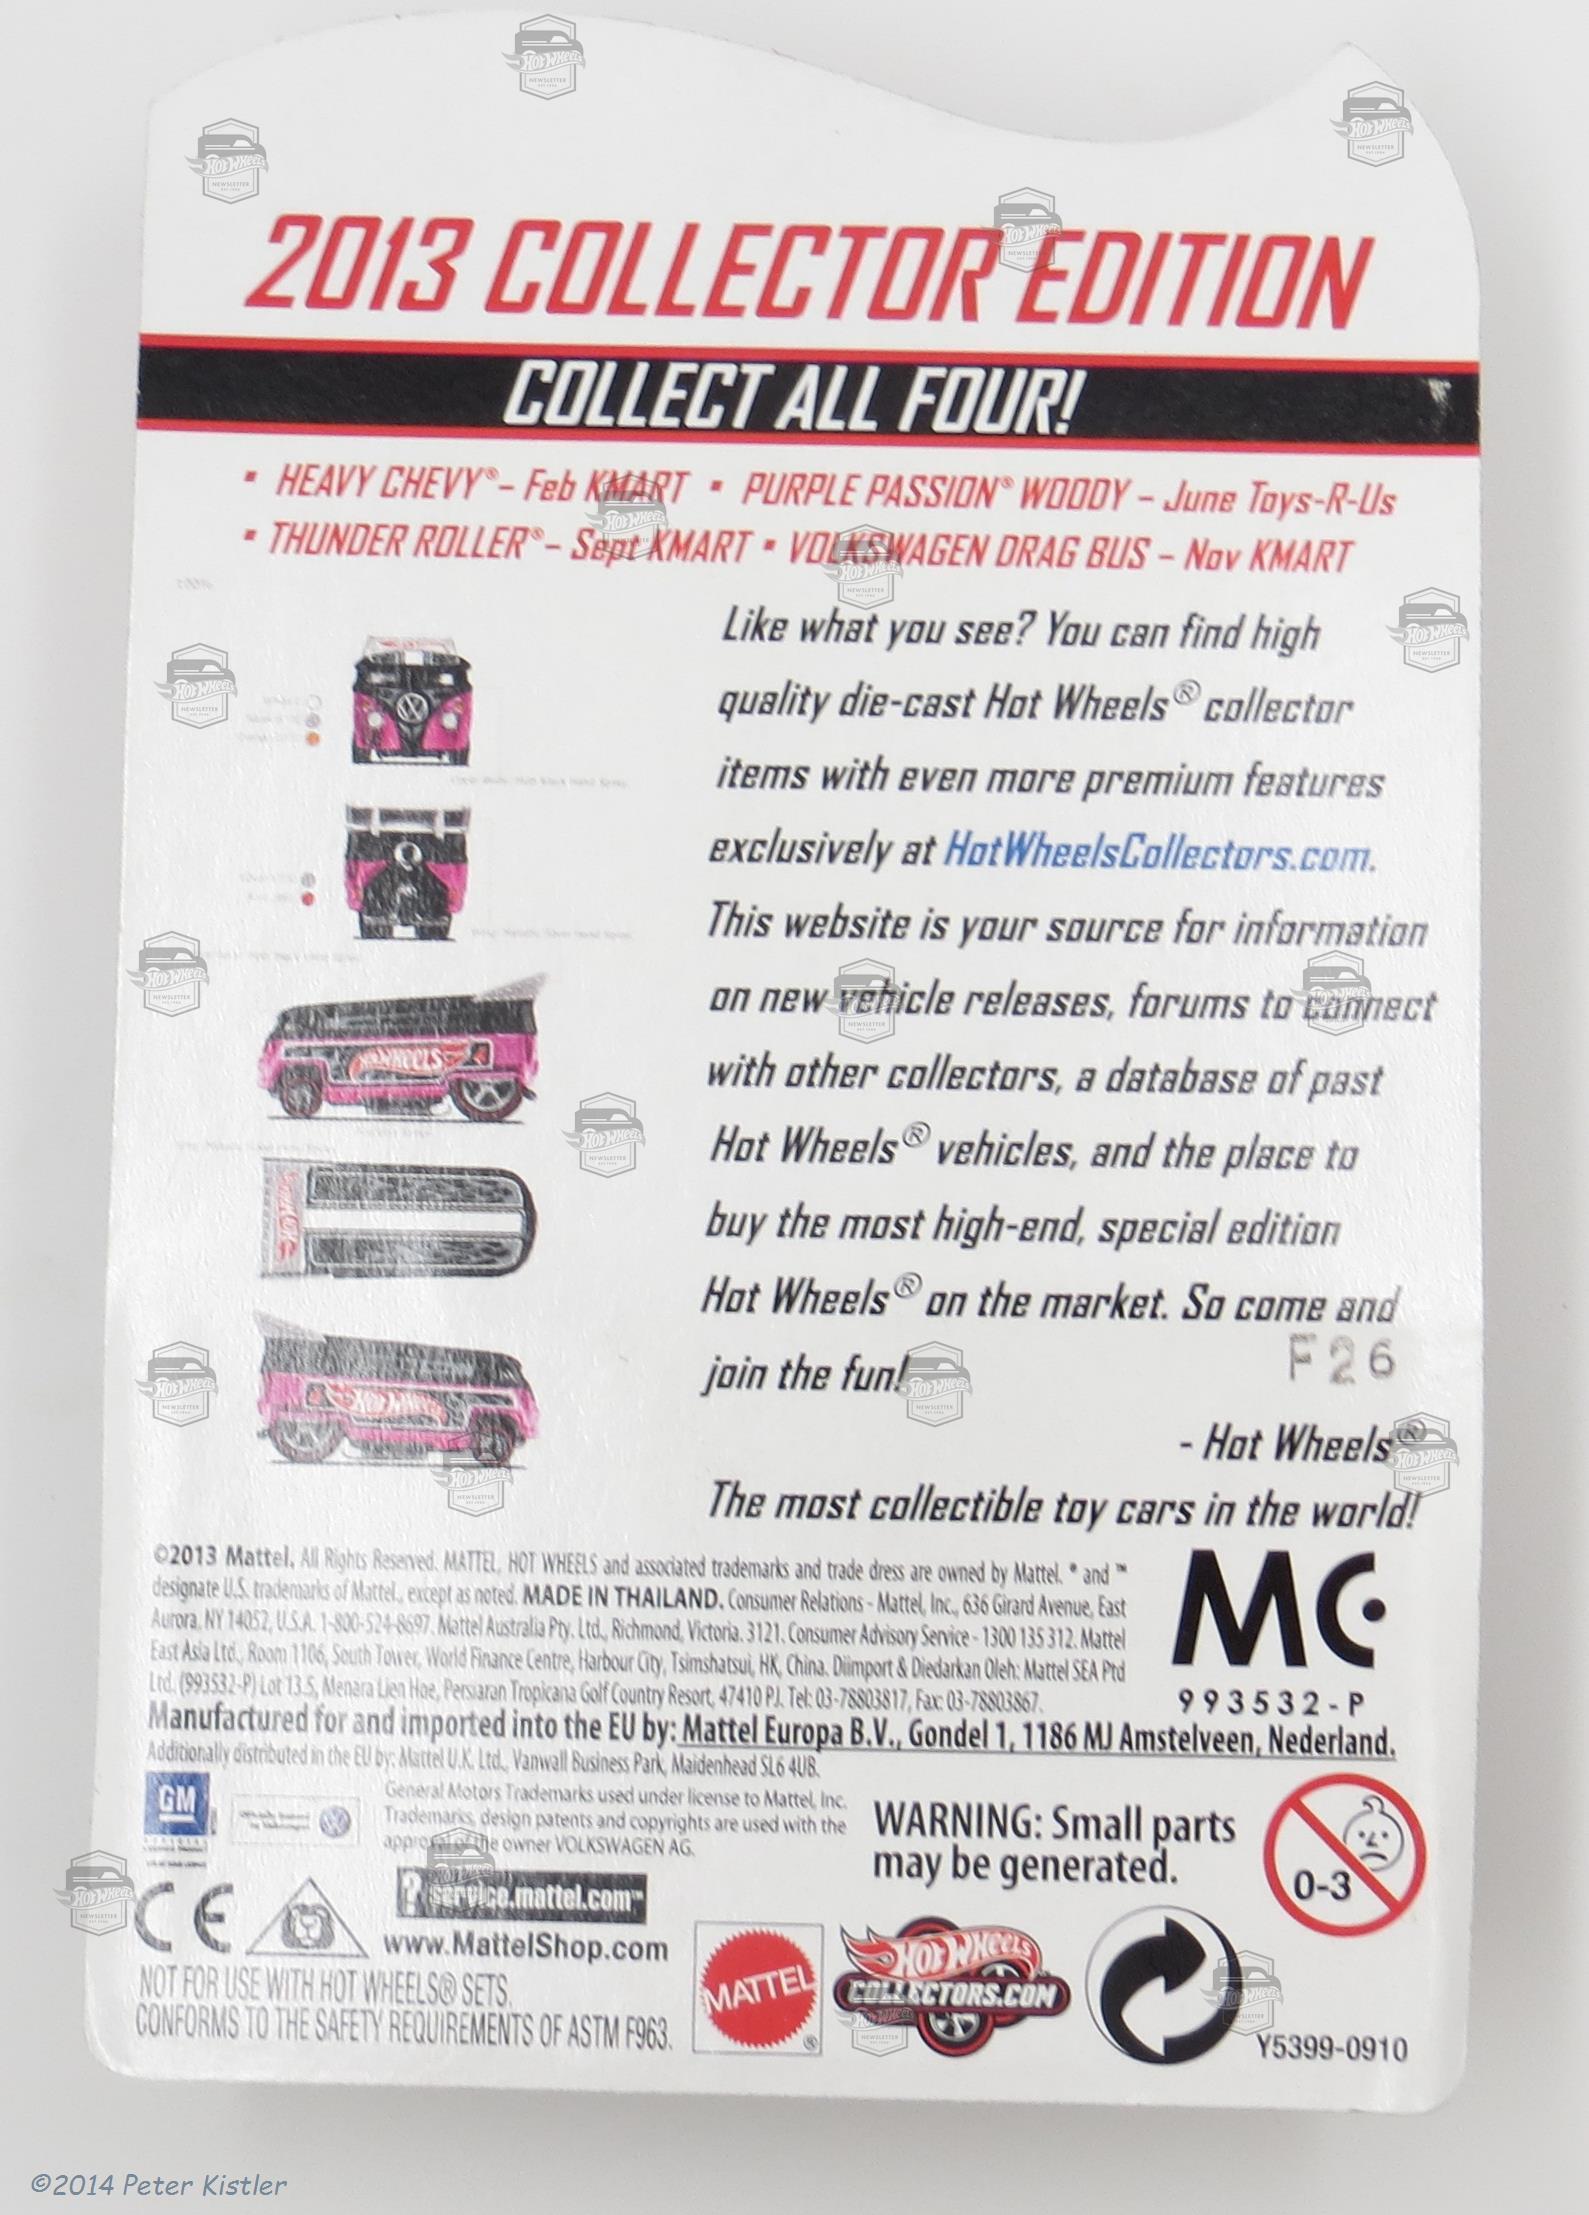 2013 COLLECTOR EDITION
COLLECT ALL FOUR!
• HEAVY CHEVY®– Feb KMART • PURPLE PASSION® WOODY – June Toys-R-Us
• THUNDER ROLLER®– Sept KMART • VOLKSWAGEN DRAG BUS – Nov KMART
100%
Like what you see? You can find high
quality die-cast Hot Wheels® collector
items with even more premium features
exclusively at HotWheelsCollectors.com.
This website is your source for information
on new vehicle releases, forums to connect
with other collectors, a database of past
Hot Wheels® vehicles, and the place to
buy the most high-end, special edition
Hot Wheels® on the market. So come and
join the fun!
F26
- Hot Wheels®
The most collectible toy cars in the world!
©2013 Mattel. All Rights Reserved. MATTEL, HOT WHEELS and associated trademarks and trade dress are owned by Mattel. ® and ™
designate U.S. trademarks of Mattel, except as noted. MADE IN THAILAND. Consumer Relations - Mattel, Inc., 636 Girard Avenue, East
Aurora, NY 14052, U.S.A. 1-800-524-8697. Mattel Australia Pty. Ltd., Richmond, Victoria. 3121. Consumer Advisory Service - 1300 135 312. Mattel
East Asia Ltd., Room 1106, South Tower, World Finance Centre, Harbour City, Tsimshatsui, HK, China. Diimport & Diedarkan Oleh: Mattel SEA Ptd
Ltd. (993532-P) Lot 13.5, Menara Lien Hoe, Persiaran Tropicana Golf Country Resort, 47410 PJ. Tel: 03-78803817, Fax: 03-78803867.
MC
993532-P
Manufactured for and imported into the EU by: Mattel Europa B.V., Gondel 1, 1186 MJ Amstelveen, Nederland.
Additionally distributed in the EU by: Mattel U.K. Ltd., Vanwall Business Park, Maidenhead SL6 4UB.
GM
General Motors Trademarks used under license to Mattel, Inc.
Trademarks, design patents and copyrights are used with the
approval of the owner VOLKSWAGEN AG.
WARNING: Small parts
may be generated.
0-3
CE
? service.mattel.com™
www.MattelShop.com
NOT FOR USE WITH HOT WHEELS® SETS.
CONFORMS TO THE SAFETY REQUIREMENTS OF ASTM F963.
MATTEL®
HOT WHEELS
COLLECTORS.COM
Y5399-0910
©2014 Peter Kistler